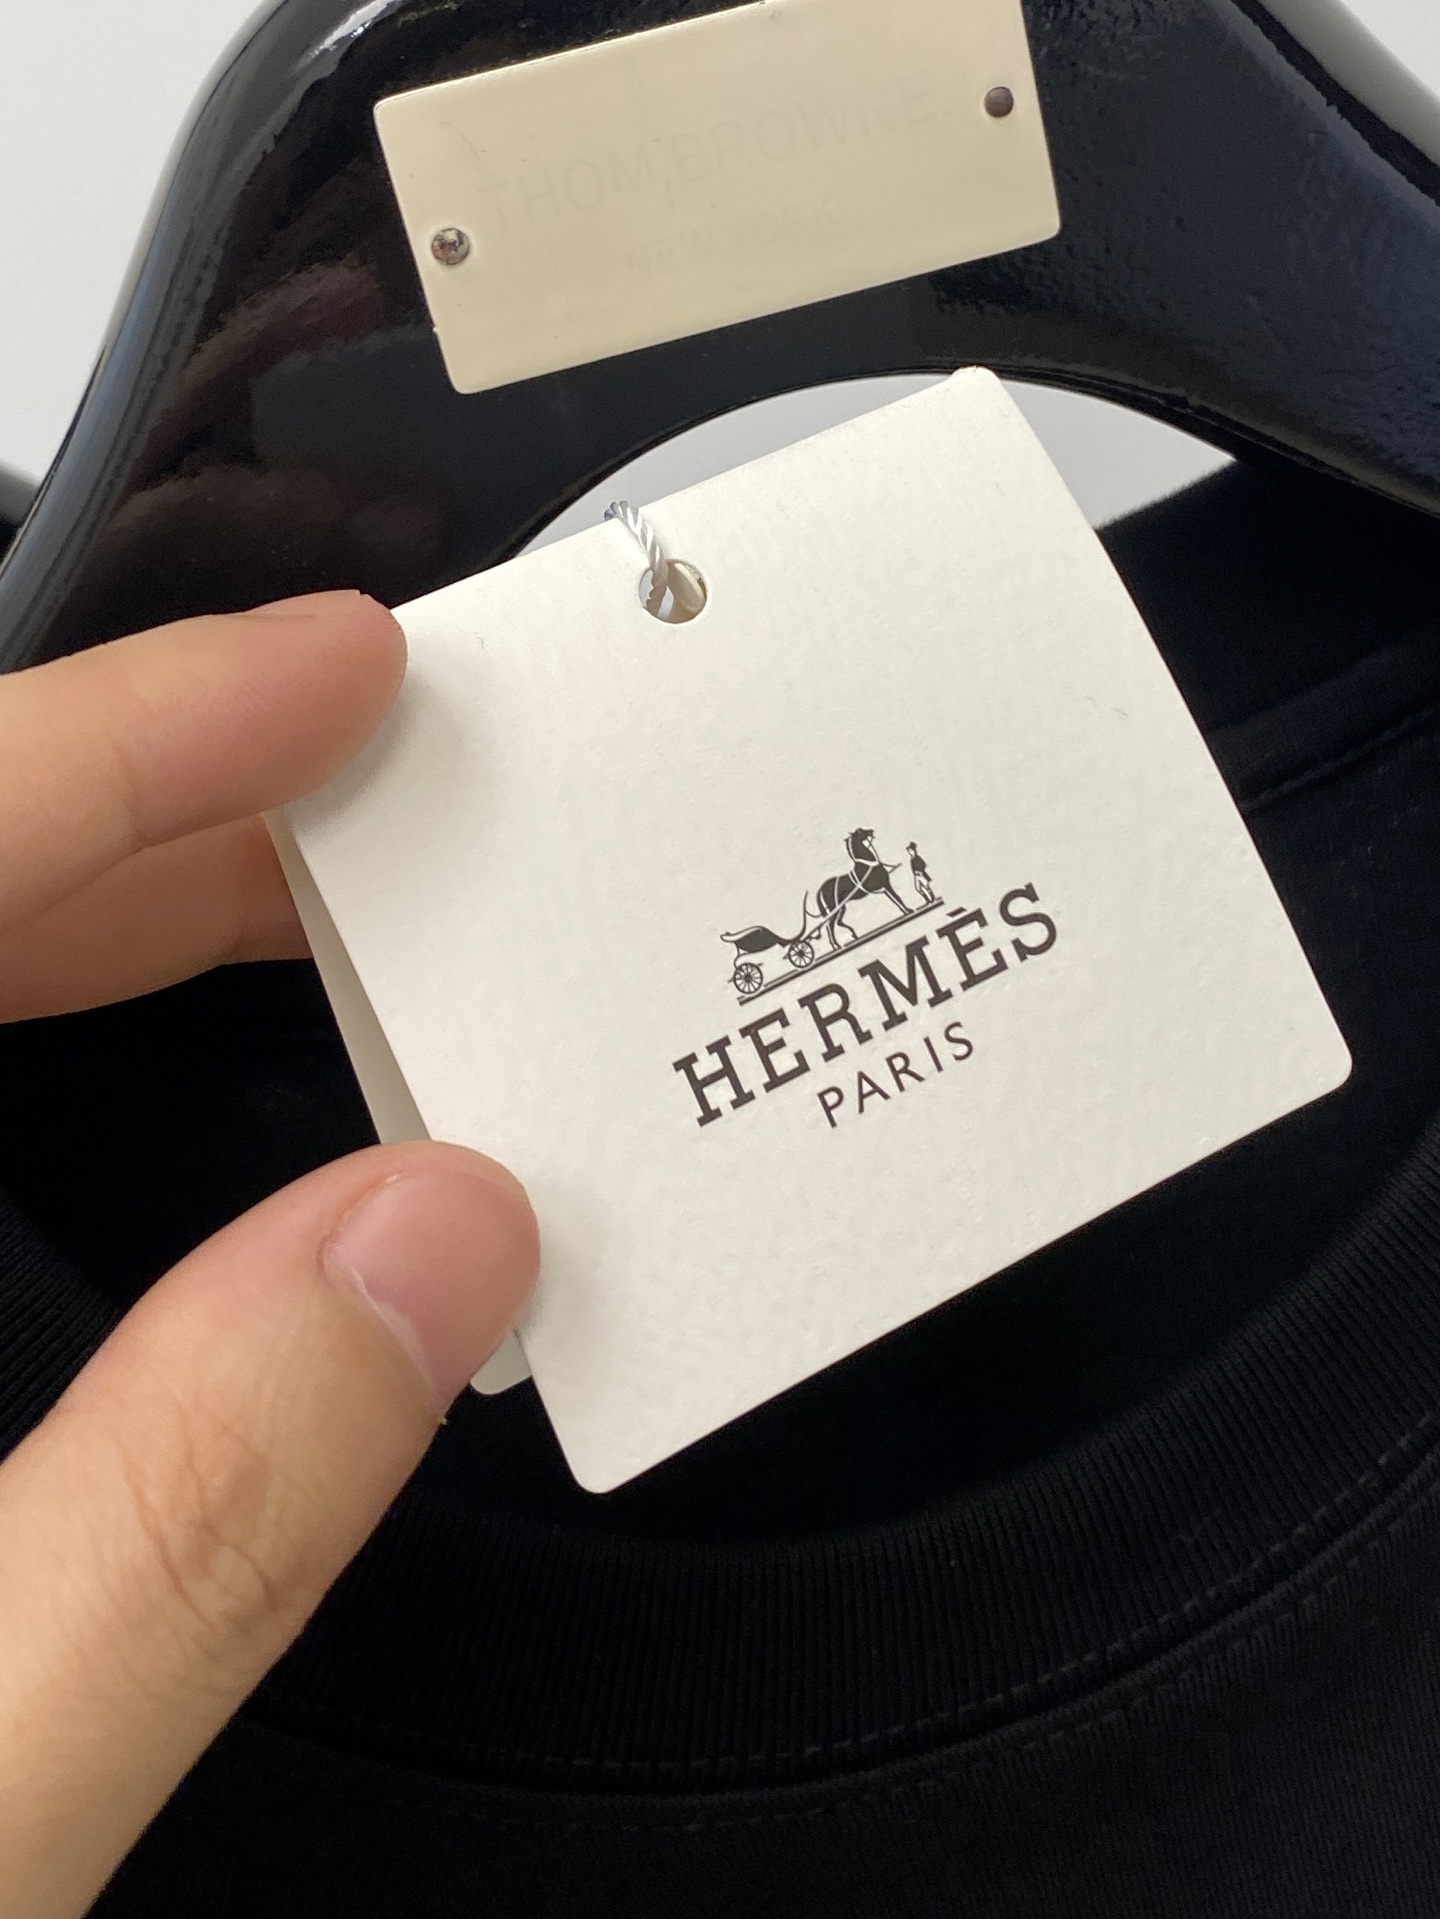 THOM BROWNE
NEW YORK
HERMÈS
PARIS